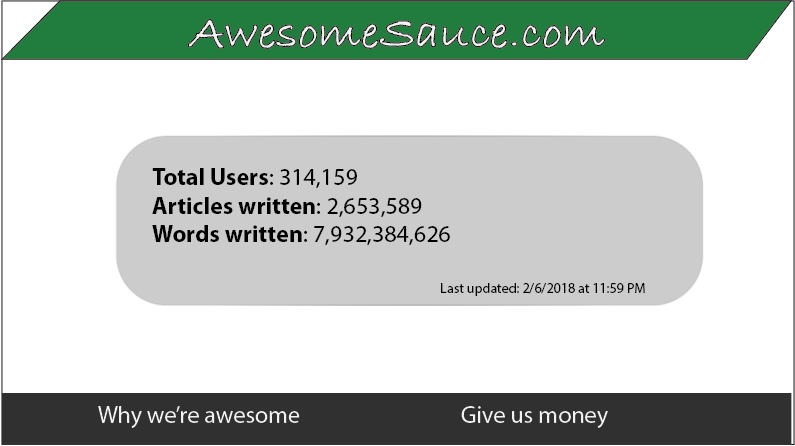 AwesomeSauce.com
Total Users: 314,159
Articles written: 2,653,589
Words written: 7,932,384,626
Last updated: 2/6/2018 at 11:59 PM
Why we’re awesome Give us money